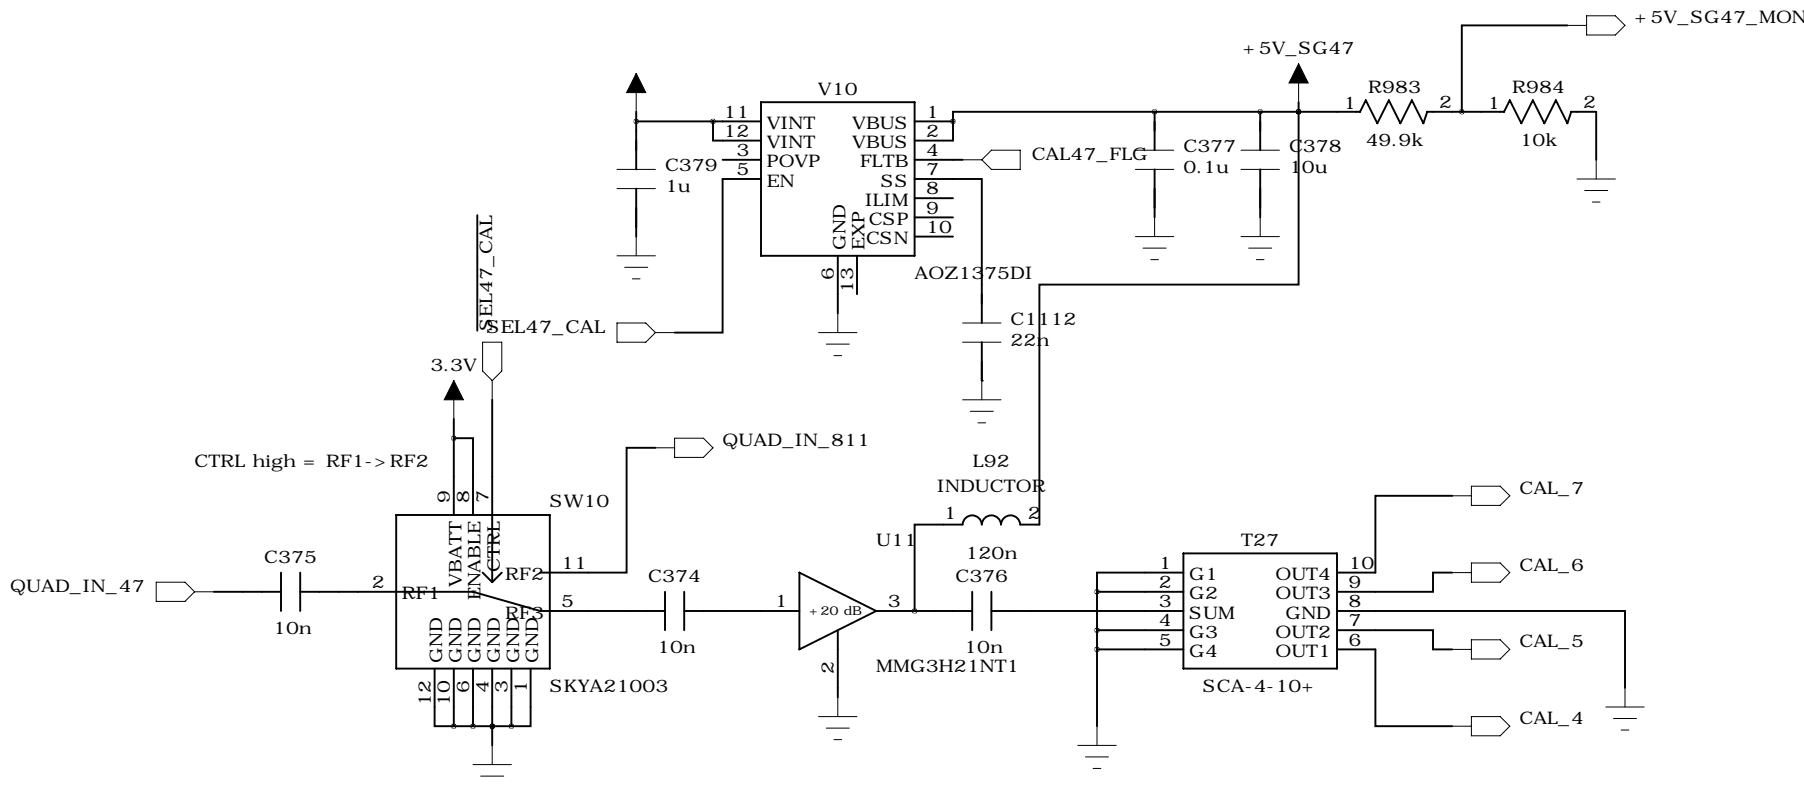 +5V_SG47_MON
+5V_SG47
V10
R983
R984
1
2
1
2
49.9k
10k
11
VINT
VBUS
1
12
VINT
VBUS
2
3
POVP
FLTB
4
CAL47_FLG
5
EN
SS
7
ILIM
8
CSP
9
CSN
10
GND
EXP
6
13
AOZ1375DI
C379
1u
C377
0.1u
C378
10u
C1112
22n
SEL47_CAL
SEL47_CAL
3.3V
CTRL high = RF1->RF2
QUAD_IN_811
9
8
7
SW10
VBATT
ENABLE
CTRL
RF2
11
RF1
2
RF3
5
GND
GND
GND
GND
GND
GND
12
10
6
4
3
1
SKYA21003
QUAD_IN_47
C375
10n
C374
10n
1
+20 dB
3
2
U11
MMG3H21NT1
L92
INDUCTOR
1
2
120n
C376
10n
T27
1
G1
OUT4
10
2
G2
OUT3
9
3
SUM
GND
8
4
G3
OUT2
7
5
G4
OUT1
6
SCA-4-10+
CAL_7
CAL_6
CAL_5
CAL_4